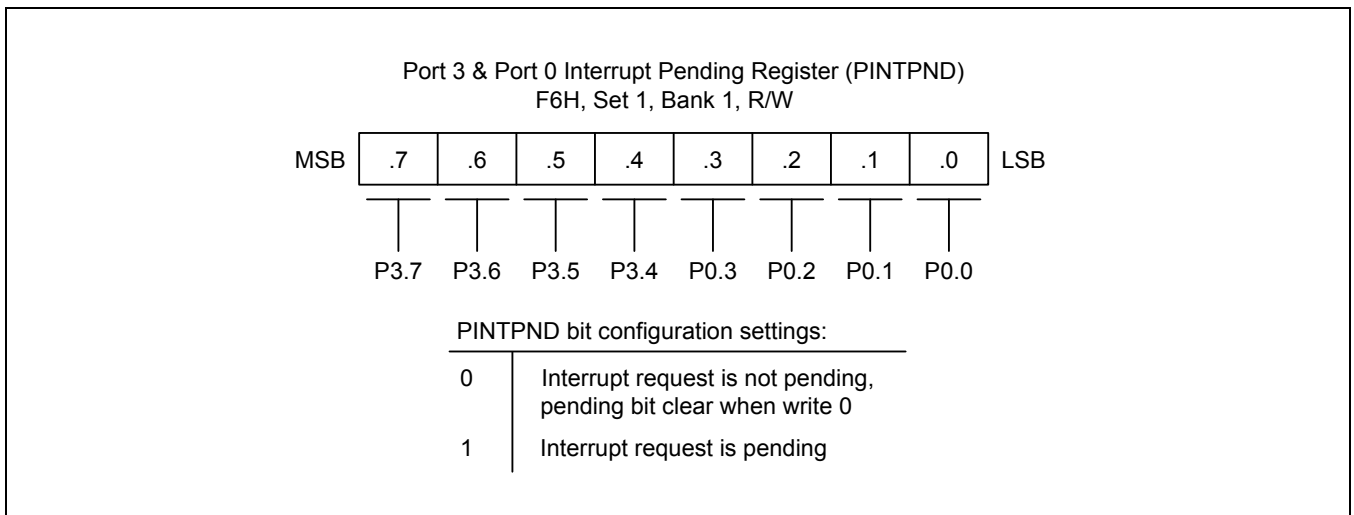 Port 3 & Port 0 Interrupt Pending Register (PINTPND)
F6H, Set 1, Bank 1, R/W
MSB .7 .6 .5 .4 .3 .2 .1 .0 LSB
P3.7 P3.6 P3.5 P3.4 P0.3 P0.2 P0.1 P0.0
PINTPND bit configuration settings:
0 Interrupt request is not pending,
pending bit clear when write 0
1 Interrupt request is pending